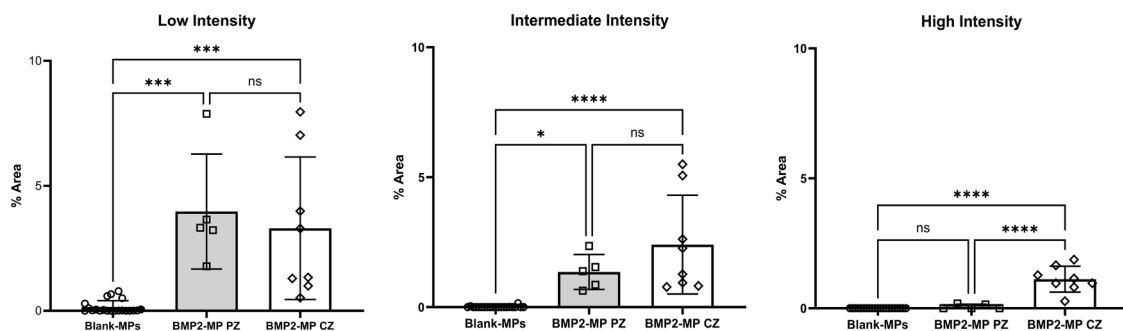 Low Intensity
10
5
0
% Area
***
***
ns
Blank-MPs
BMP2-MP PZ
BMP2-MP CZ
Intermediate Intensity
10
5
0
% Area
****
*
ns
Blank-MPs
BMP2-MP PZ
BMP2-MP CZ
High Intensity
10
5
0
% Area
****
ns
****
Blank-MPs
BMP2-MP PZ
BMP2-MP CZ